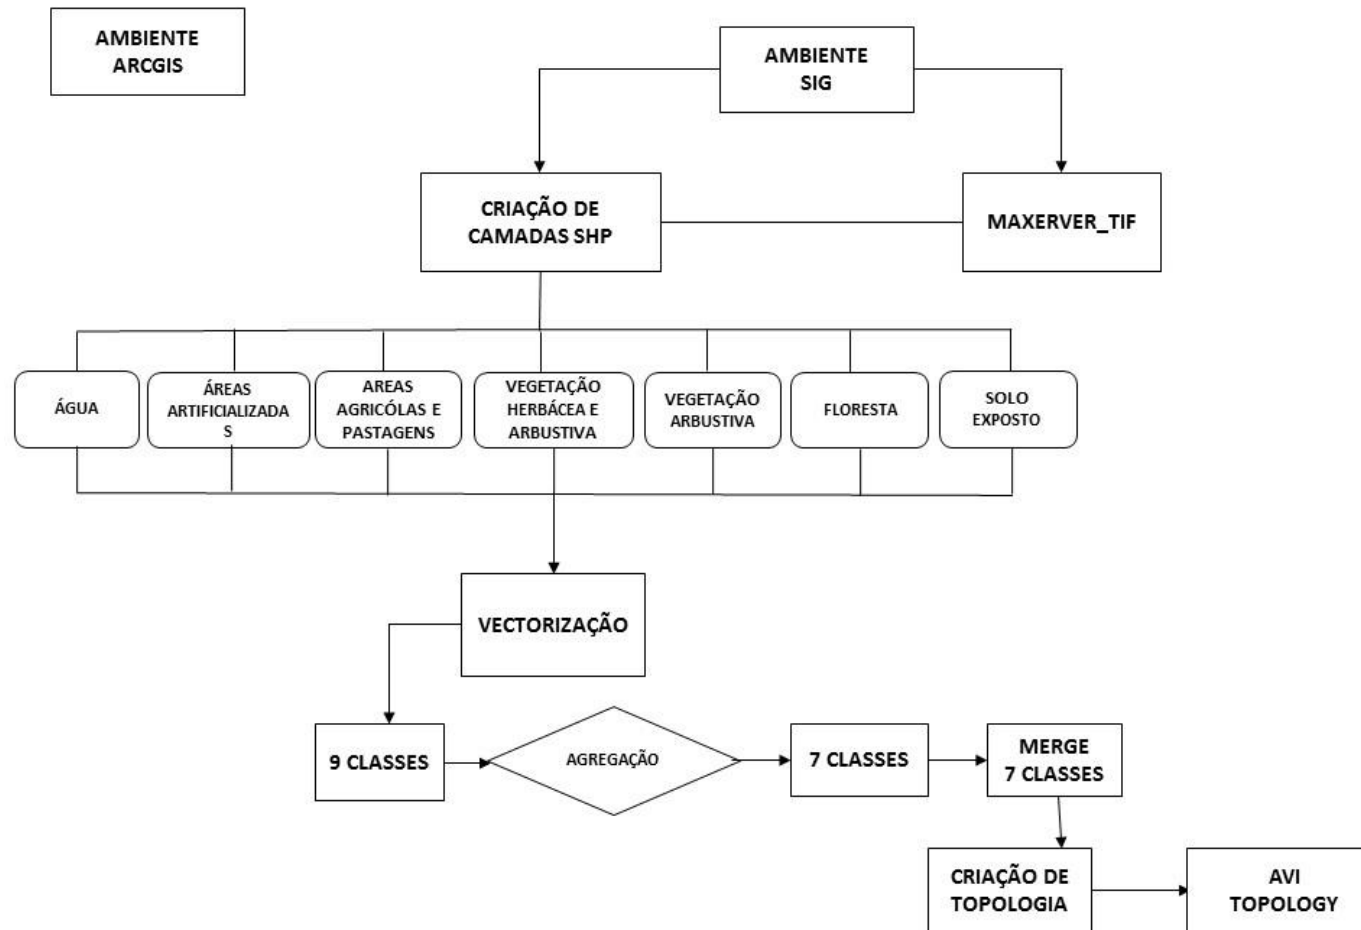 AMBIENTE
ARCGIS
AMBIENTE
SIG
CRIAÇÃO DE
CAMADAS SHP
MAXERVER_TIF
ÁGUA
ÁREAS
ARTIFICIALIZADA
S
AREAS
AGRICÓLAS E
PASTAGENS
VEGETAÇÃO
HERBÁCEA E
ARBUSTIVA
VEGETAÇÃO
ARBUSTIVA
FLORESTA
SOLO
EXPOSTO
VECTORIZAÇÃO
9 CLASSES
AGREGAÇÃO
7 CLASSES
MERGE
7 CLASSES
CRIAÇÃO DE
TOPOLOGIA
AVI
TOPOLOGY